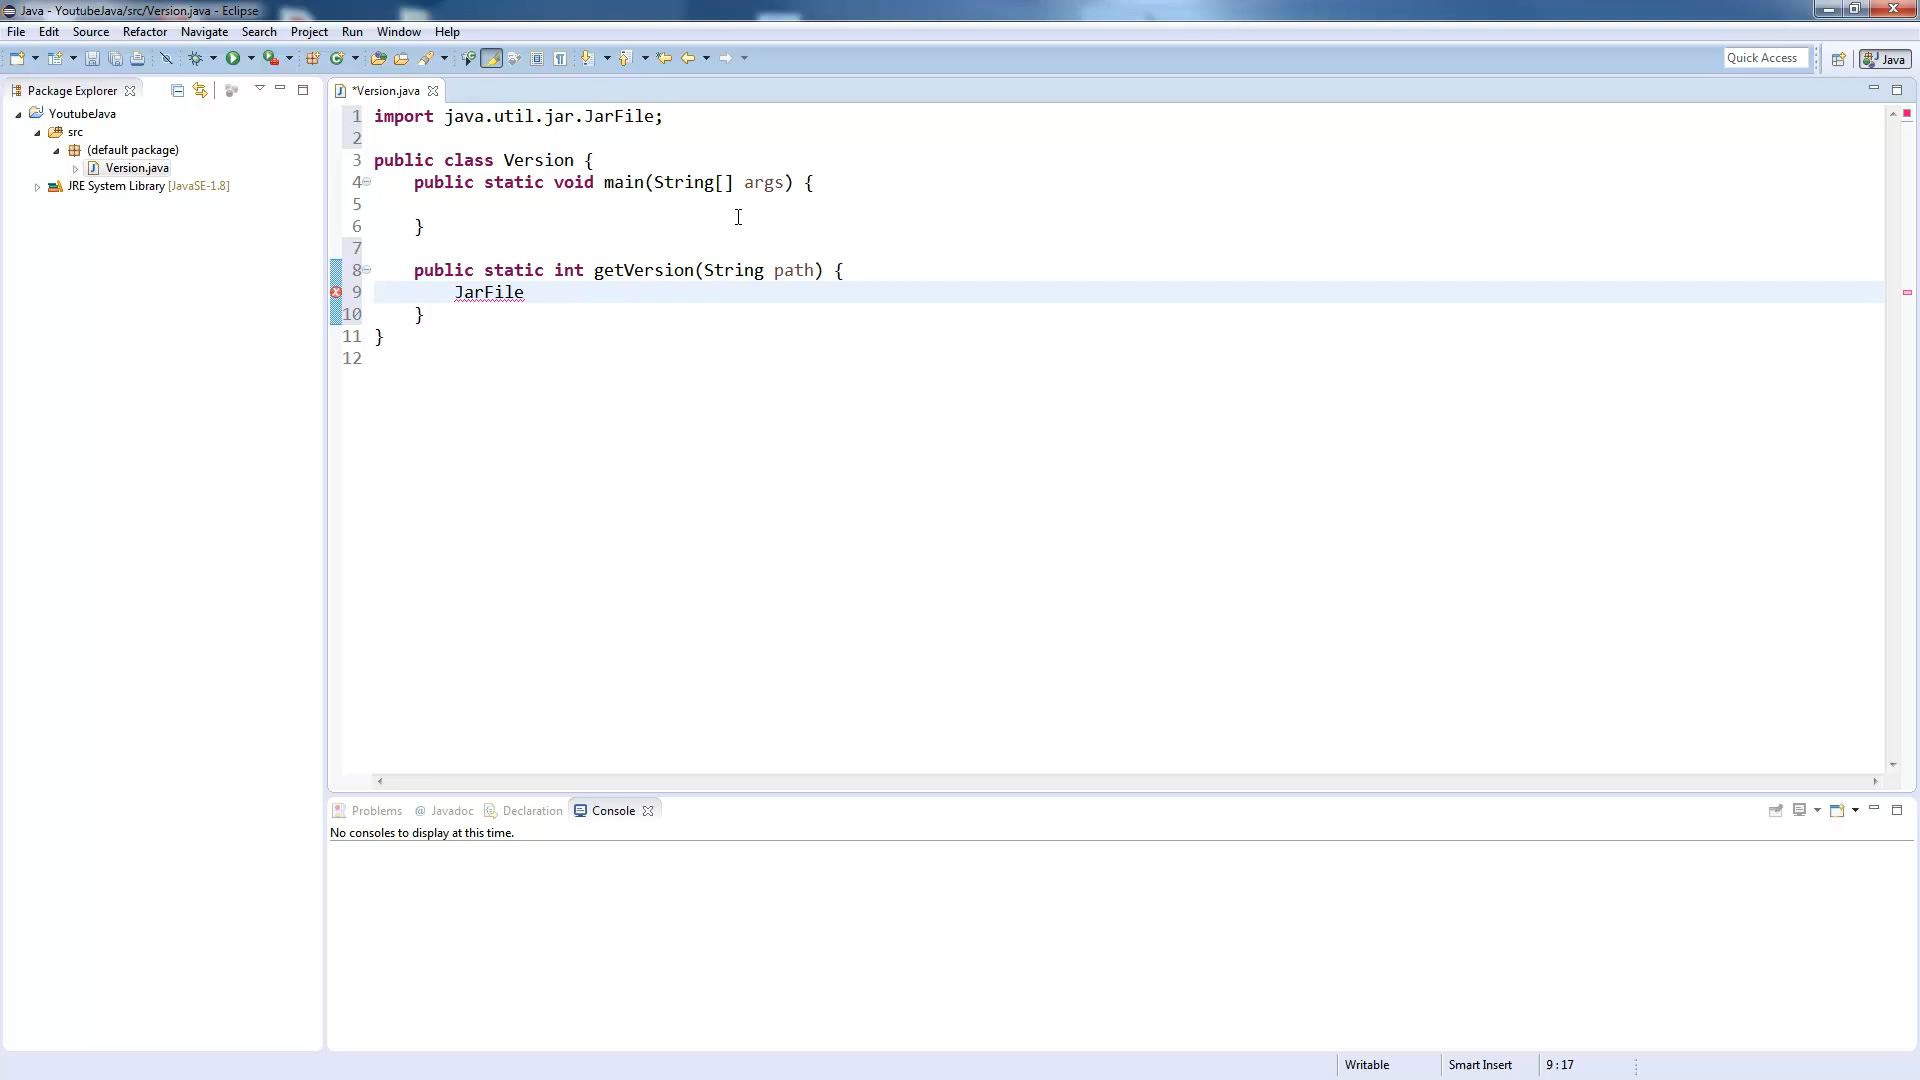 Java - YoutubeJava/src/Version.java - Eclipse
File Edit Source Refactor Navigate Search Project Run Window Help
Quick Access
Java
Package Explorer
*Version.java
YoutubeJava
src
(default package)
Version.java
JRE System Library [JavaSE-1.8]
1 import java.util.jar.JarFile;
2
3 public class Version {
4 public static void main(String[] args) {
5
6 }
7
8 public static int getVersion(String path) {
9 JarFile
10 }
11 }
12
Problems @ Javadoc Declaration Console
No consoles to display at this time.
Writable Smart Insert 9 : 17